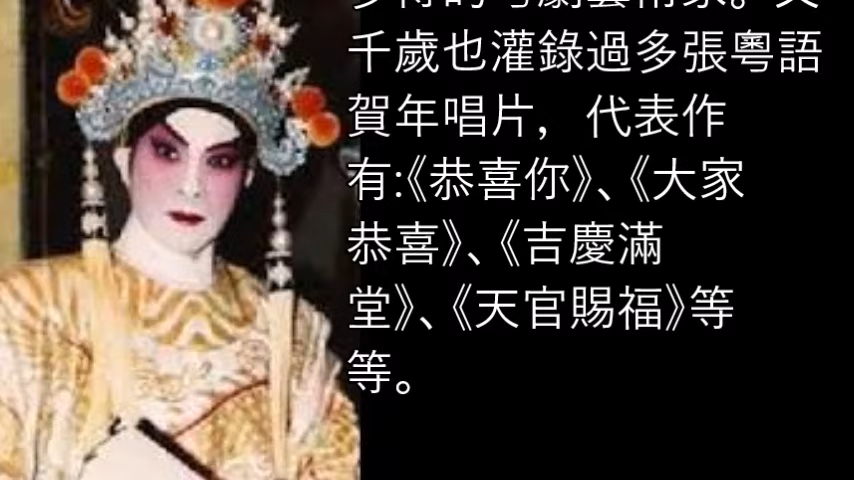 千歲也灌錄過多張粵語
賀年唱片，代表作
有:《恭喜你》、《大家
恭喜》、《吉慶滿
堂》、《天官賜福》等
等。